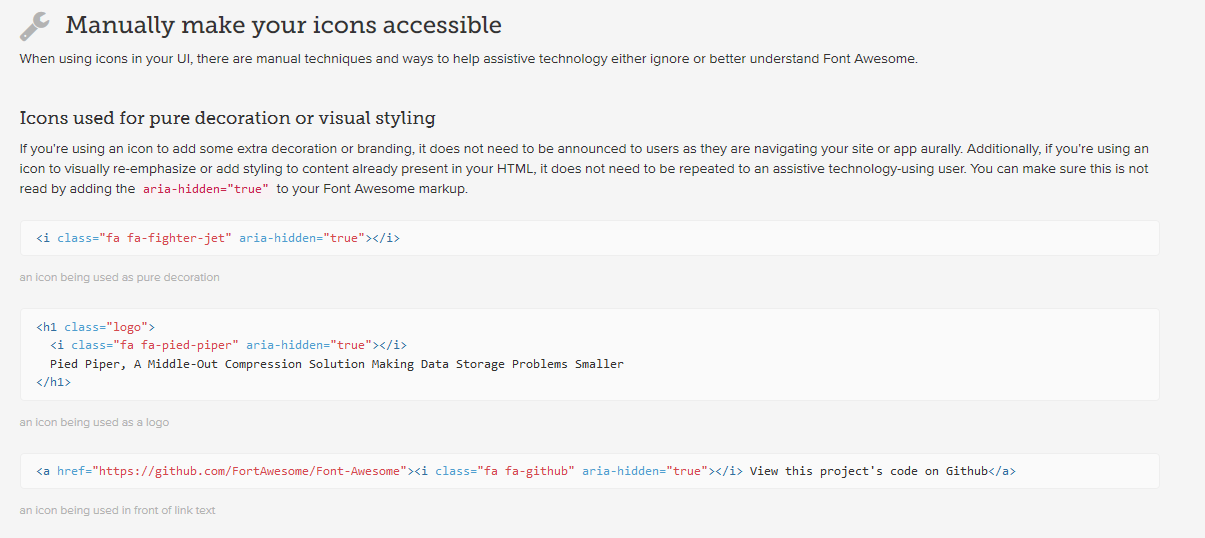 Manually make your icons accessible
When using icons in your UI, there are manual techniques and ways to help assistive technology either ignore or better understand Font Awesome.
Icons used for pure decoration or visual styling
If you're using an icon to add some extra decoration or branding, it does not need to be announced to users as they are navigating your site or app aurally. Additionally, if you're using an
icon to visually re-emphasize or add styling to content already present in your HTML, it does not need to be repeated to an assistive technology-using user. You can make sure this is not
read by adding the aria-hidden="true" to your Font Awesome markup.
<i class="fa fa-fighter-jet" aria-hidden="true"></i>
an icon being used as pure decoration
<h1 class="logo">
  <i class="fa fa-pied-piper" aria-hidden="true"></i>
  Pied Piper, A Middle-Out Compression Solution Making Data Storage Problems Smaller
</h1>
an icon being used as a logo
<a href="https://github.com/FortAwesome/Font-Awesome"><i class="fa fa-github" aria-hidden="true"></i> View this project's code on Github</a>
an icon being used in front of link text